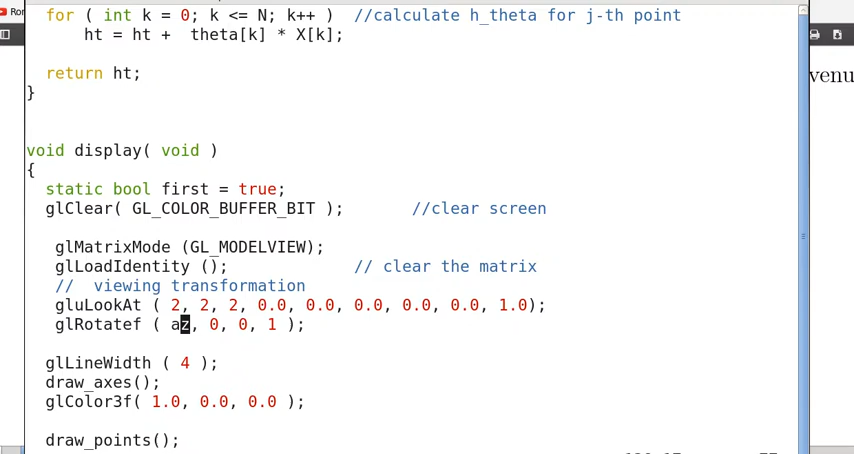 Ron
for ( int k = 0; k <= N; k++ )  //calculate h_theta for j-th point
ht = ht +  theta[k] * X[k];
return ht;
venu
}
void display( void )
{
static bool first = true;
glClear( GL_COLOR_BUFFER_BIT );       //clear screen
glMatrixMode (GL_MODELVIEW);
glLoadIdentity ();             // clear the matrix
//  viewing transformation
gluLookAt ( 2, 2, 2, 0.0, 0.0, 0.0, 0.0, 0.0, 1.0);
glRotatef ( az, 0, 0, 1 );
glLineWidth ( 4 );
draw_axes();
glColor3f( 1.0, 0.0, 0.0 );
draw_points();